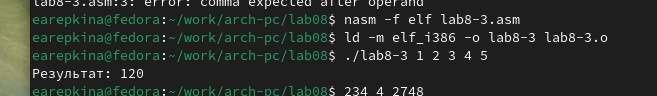 lab8-3.asm:3: error: comma expected after operand
earepkina@fedora:~/work/arch-pc/lab08$ nasm -f elf lab8-3.asm
earepkina@fedora:~/work/arch-pc/lab08$ ld -m elf_i386 -o lab8-3 lab8-3.o
earepkina@fedora:~/work/arch-pc/lab08$ ./lab8-3 1 2 3 4 5
Результат: 120
earepkina@fedora:~/work/arch-pc/lab08$ 234 4 2748